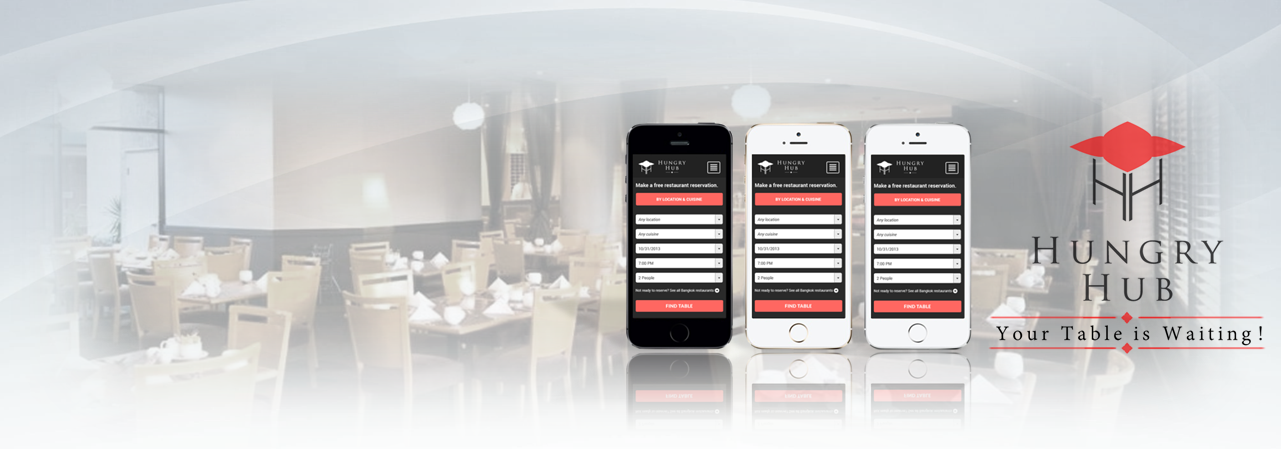 HUNGRY
HUB
Make a free restaurant reservation.
BY LOCATION & CUISINE
Any location
Any cuisine
10/31/2013
7:00 PM
2 People
Not ready to reserve? See all Bangkok restaurants
FIND TABLE
HUNGRY
HUB
Make a free restaurant reservation.
BY LOCATION & CUISINE
Any location
Any cuisine
10/31/2013
7:00 PM
2 People
Not ready to reserve? See all Bangkok restaurants
FIND TABLE
HUNGRY
HUB
Make a free restaurant reservation.
BY LOCATION & CUISINE
Any location
Any cuisine
10/31/2013
7:00 PM
2 People
Not ready to reserve? See all Bangkok restaurants
FIND TABLE
HUNGRY
HUB
Your Table is Waiting!